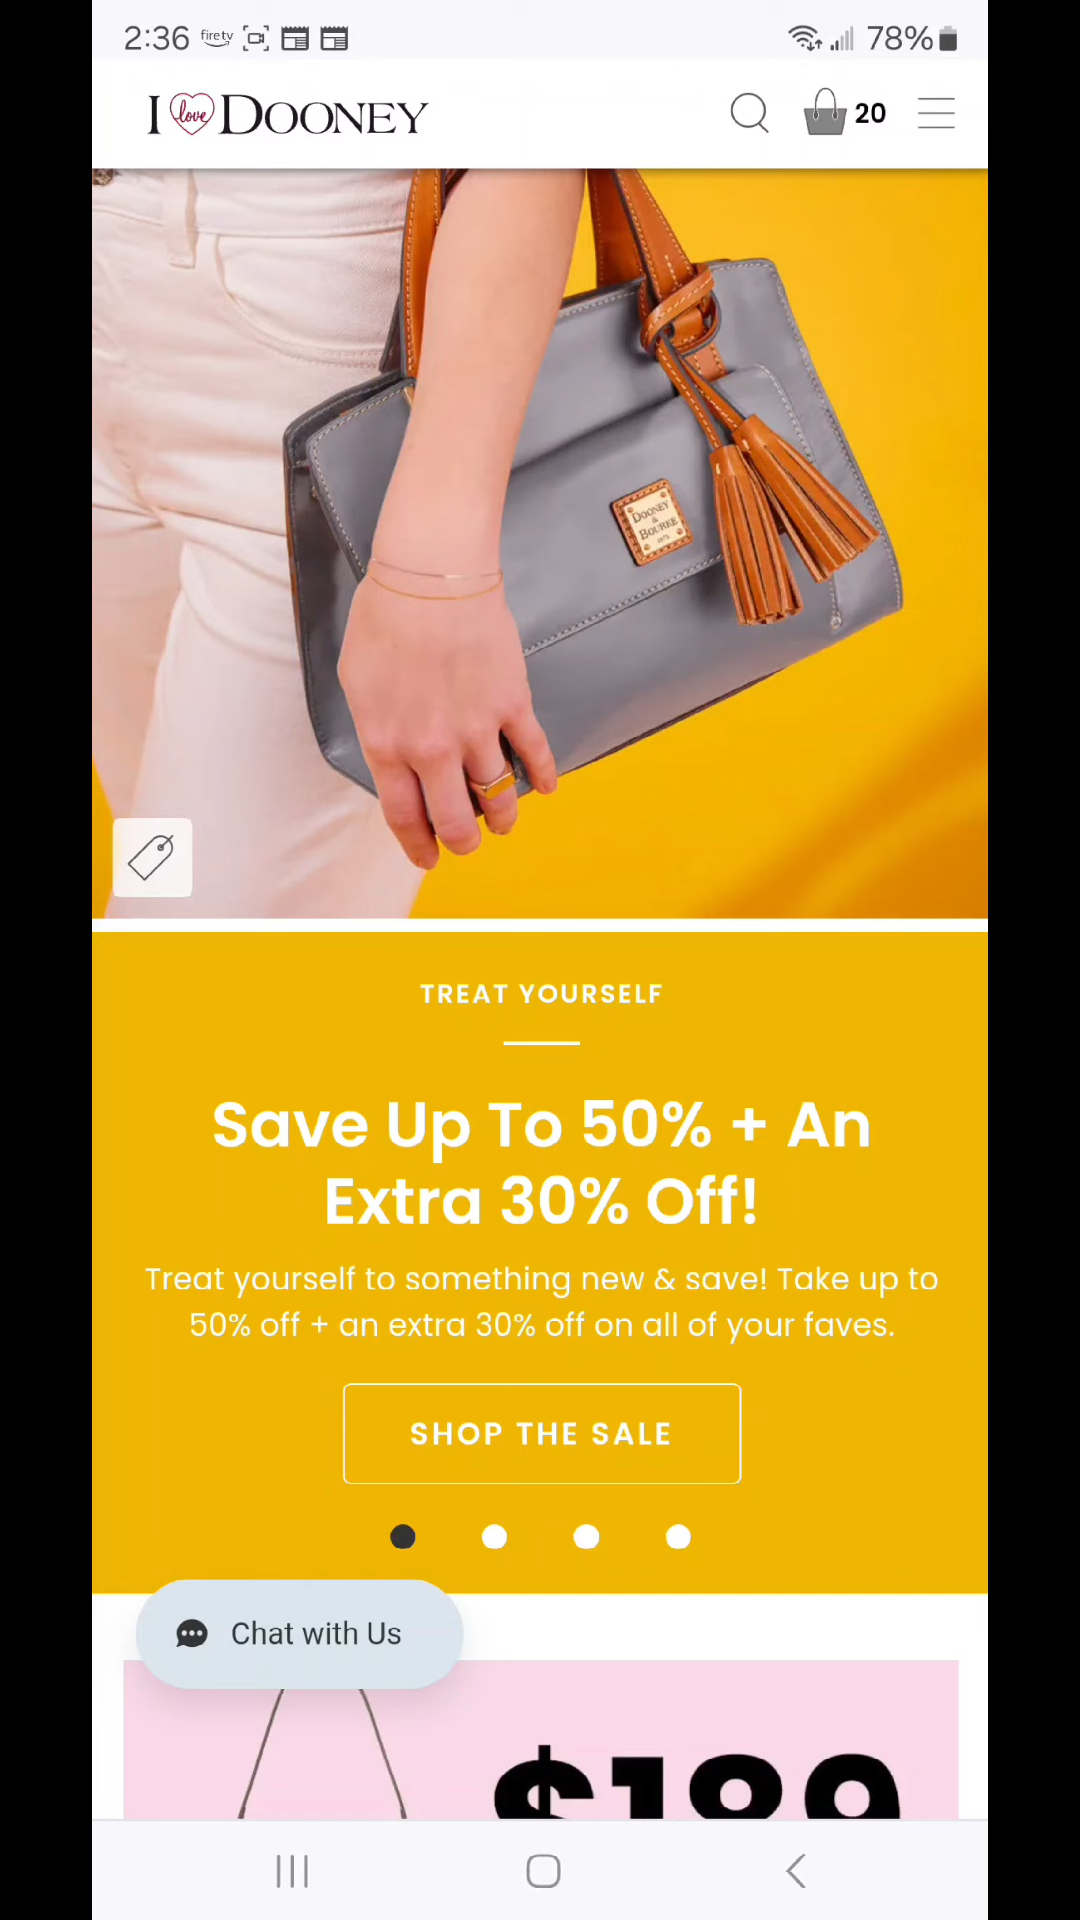 2:36 firetv 78%
I love DOONEY 20
DOONEY
&
BOURKE
1975
TREAT YOURSELF
Save Up To 50% + An
Extra 30% Off!
Treat yourself to something new & save! Take up to
50% off + an extra 30% off on all of your faves.
SHOP THE SALE
Chat with Us